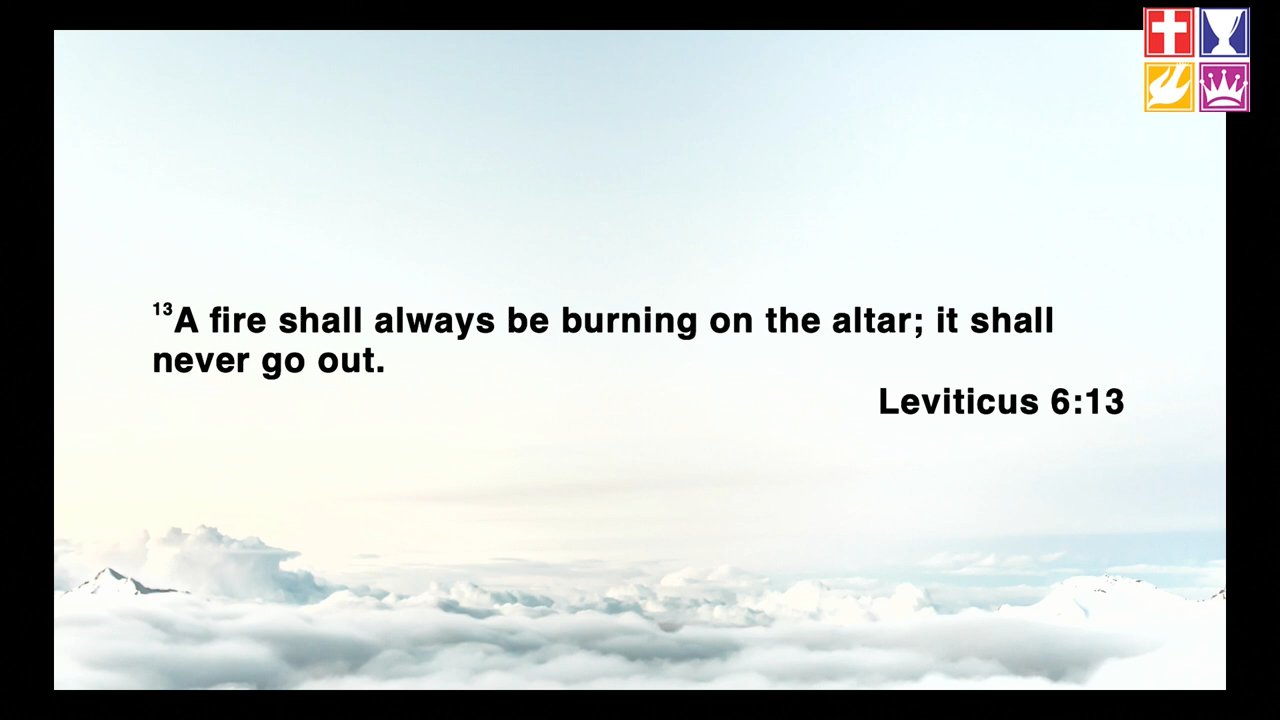 13A fire shall always be burning on the altar; it shall
never go out.
Leviticus 6:13